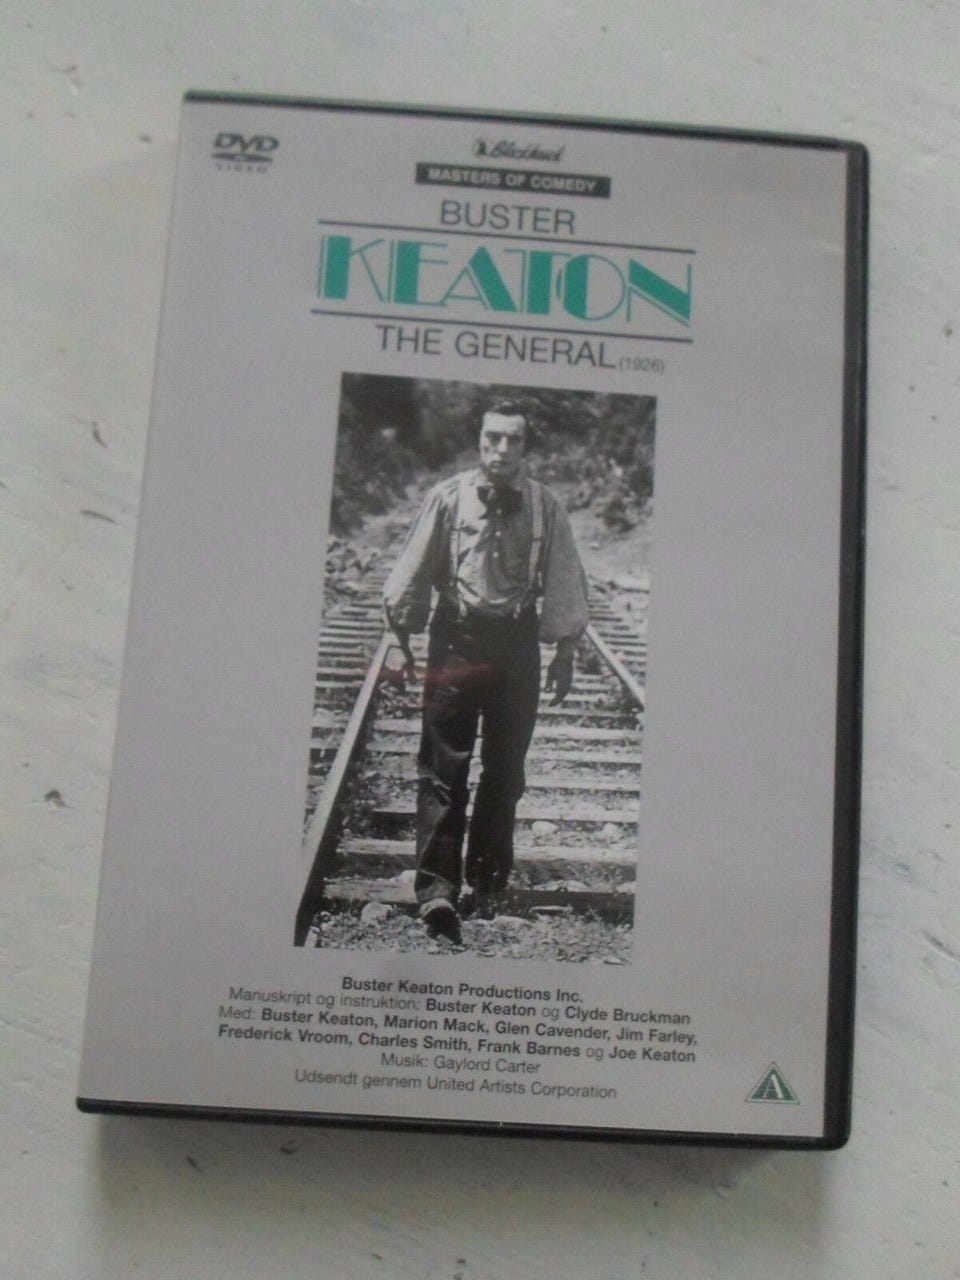 DVD
VIDEO
Blackhawk
MASTERS OF COMEDY
BUSTER
KEATON
THE GENERAL (1926)
Buster Keaton Productions Inc.
Manuskript og instruktion: Buster Keaton og Clyde Bruckman
Med: Buster Keaton, Marion Mack, Glen Cavender, Jim Farley,
Frederick Vroom, Charles Smith, Frank Barnes og Joe Keaton
Musik: Gaylord Carter
Udsendt gennem United Artists Corporation
A